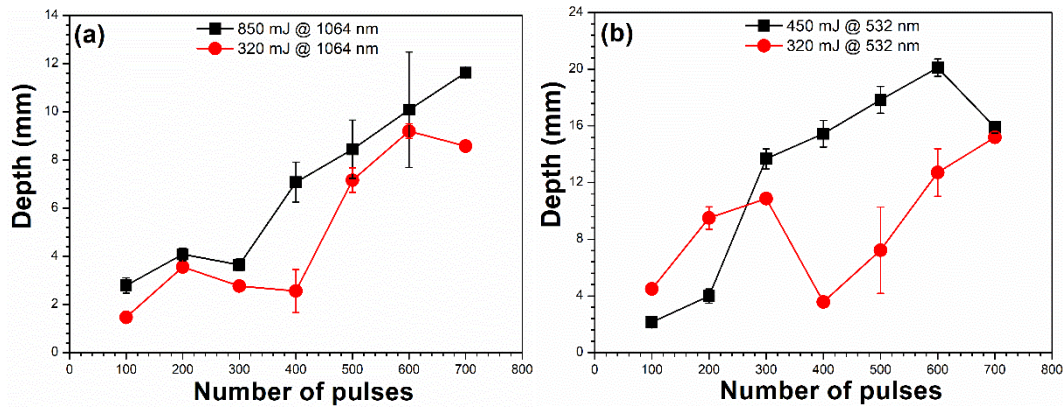 (a)
850 mJ @ 1064 nm
320 mJ @ 1064 nm
Depth (mm)
14
12
10
8
6
4
2
0
0 100 200 300 400 500 600 700 800
Number of pulses
(b)
450 mJ @ 532 nm
320 mJ @ 532 nm
Depth (mm)
24
20
16
12
8
4
0
0 100 200 300 400 500 600 700 800
Number of pulses